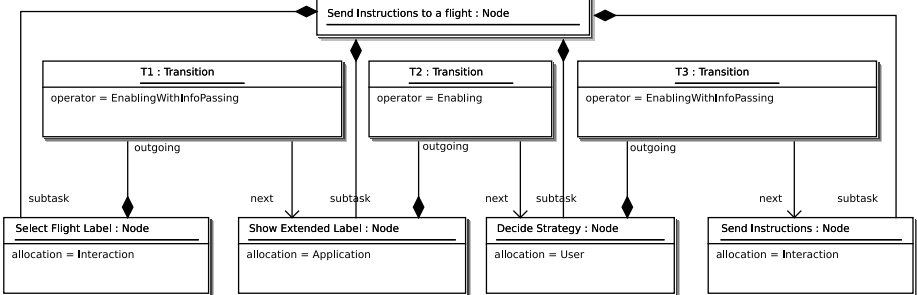 Send Instructions to a flight : Node
T1 : Transition
operator = EnablingWithInfoPassing
T2 : Transition
operator = Enabling
T3 : Transition
operator = EnablingWithInfoPassing
outgoing
outgoing
outgoing
subtask
next
subtask
next
subtask
next
subtask
Select Flight Label : Node
allocation = Interaction
Show Extended Label : Node
allocation = Application
Decide Strategy : Node
allocation = User
Send Instructions : Node
allocation = Interaction